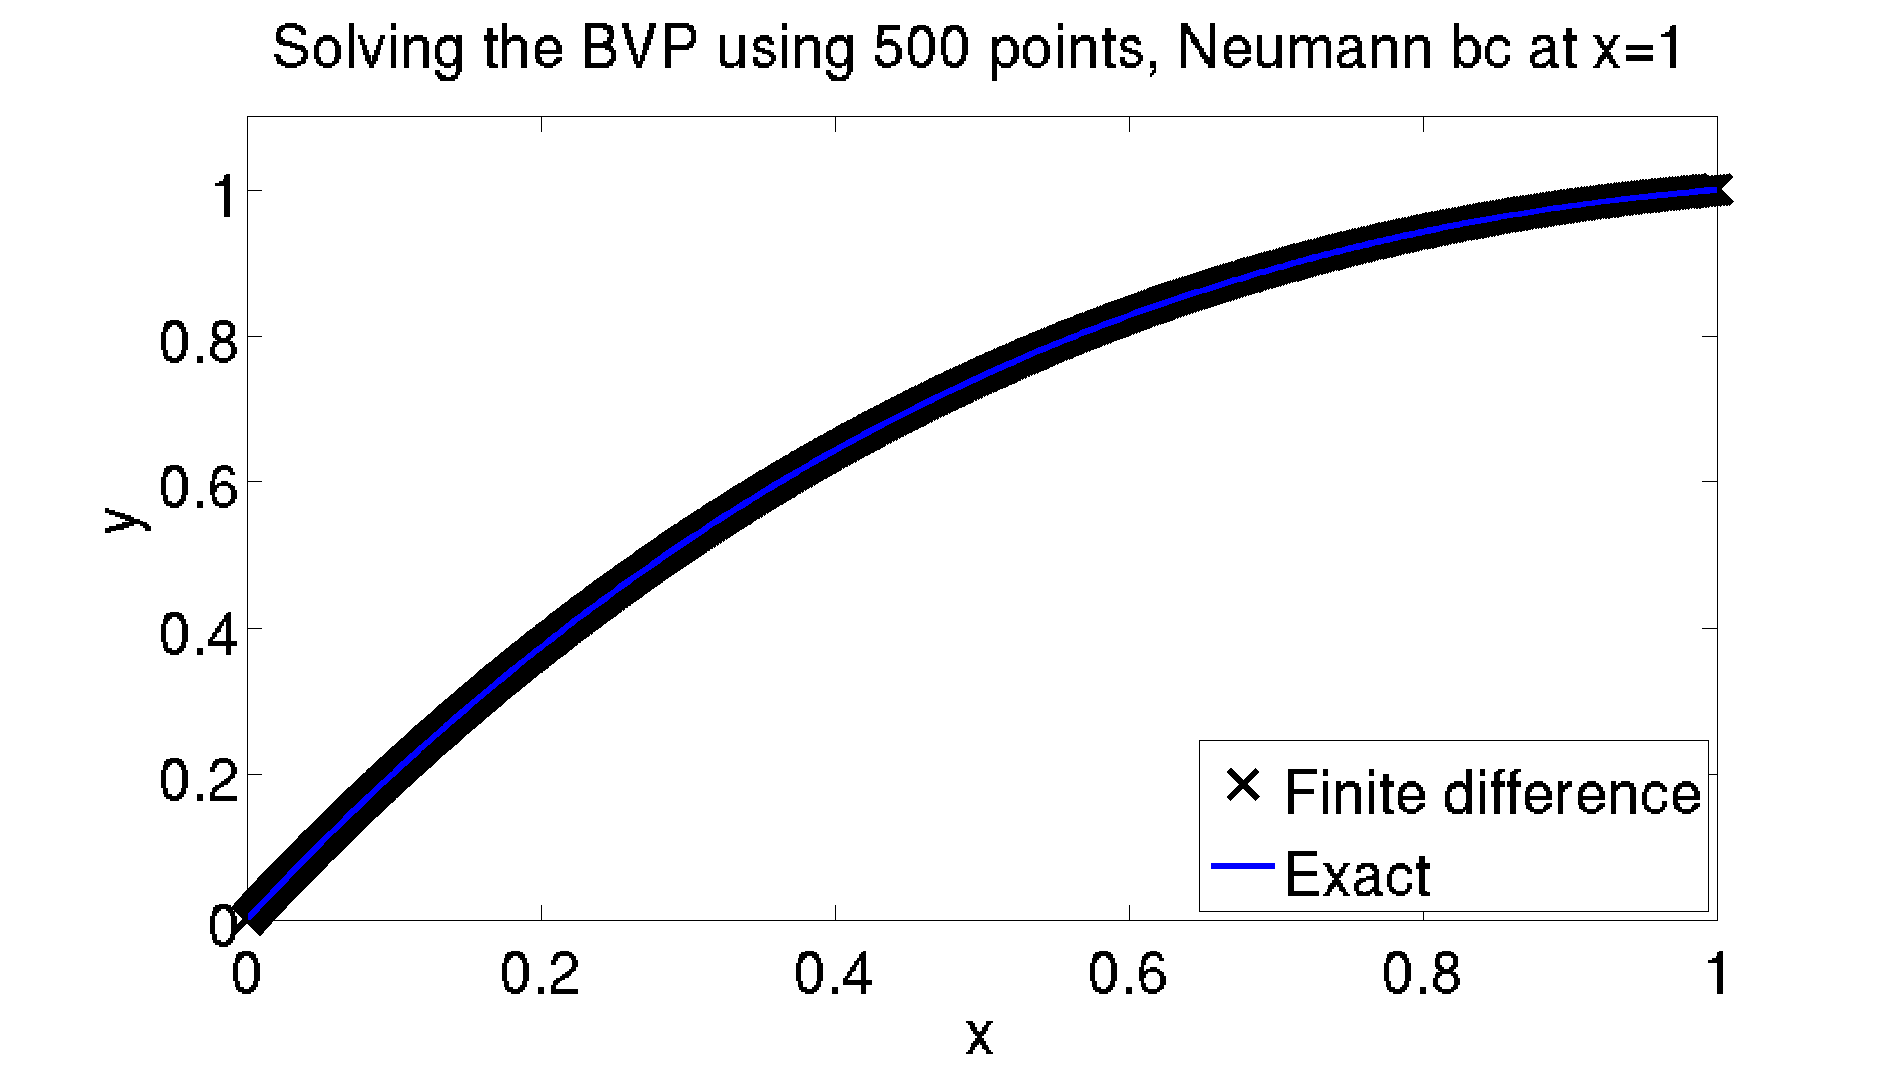 Solving the BVP using 500 points, Neumann bc at x=1
1
0.8
0.6
0.4
0.2
0
y
Finite difference
Exact
0 0.2 0.4 0.6 0.8 1
x